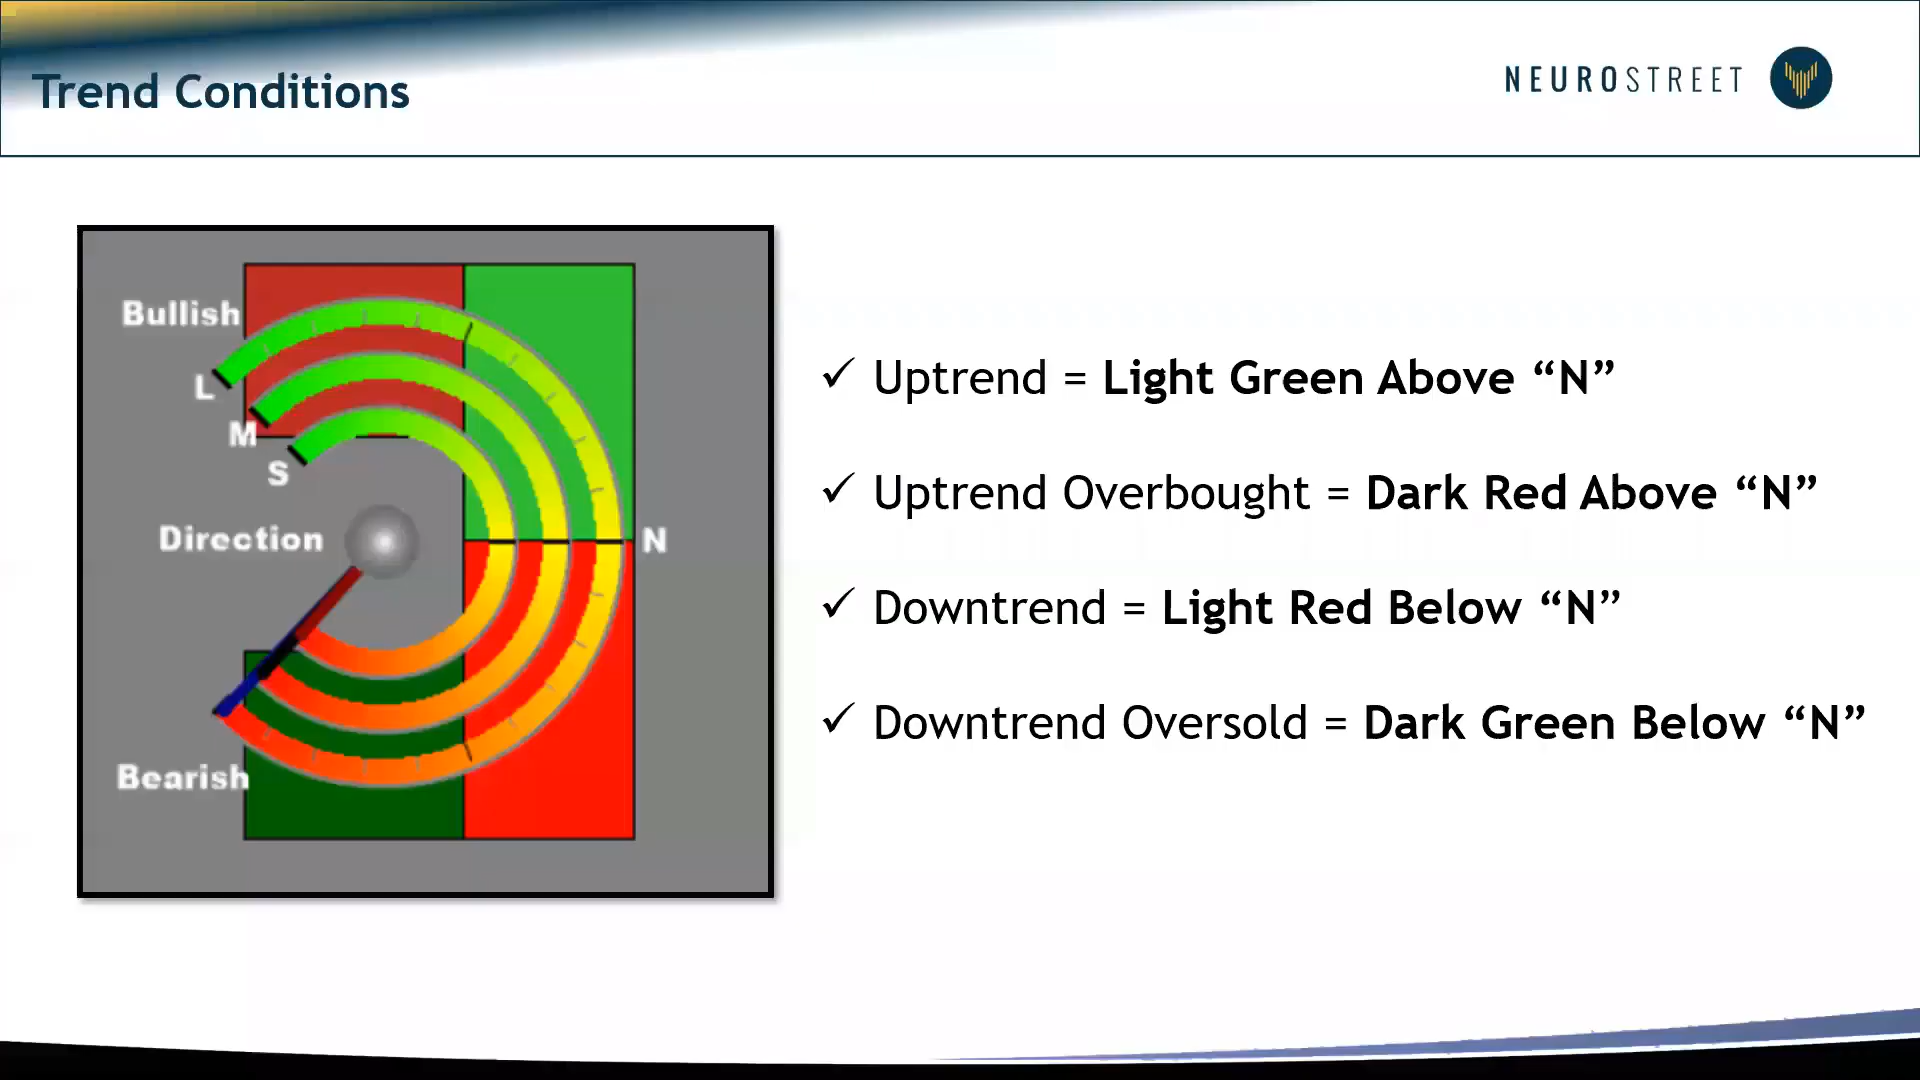 Trend Conditions
NEUROSTREET
Bullish
L
M
S
Direction
N
Bearish
✓ Uptrend = Light Green Above “N”
✓ Uptrend Overbought = Dark Red Above “N”
✓ Downtrend = Light Red Below “N”
✓ Downtrend Oversold = Dark Green Below “N”